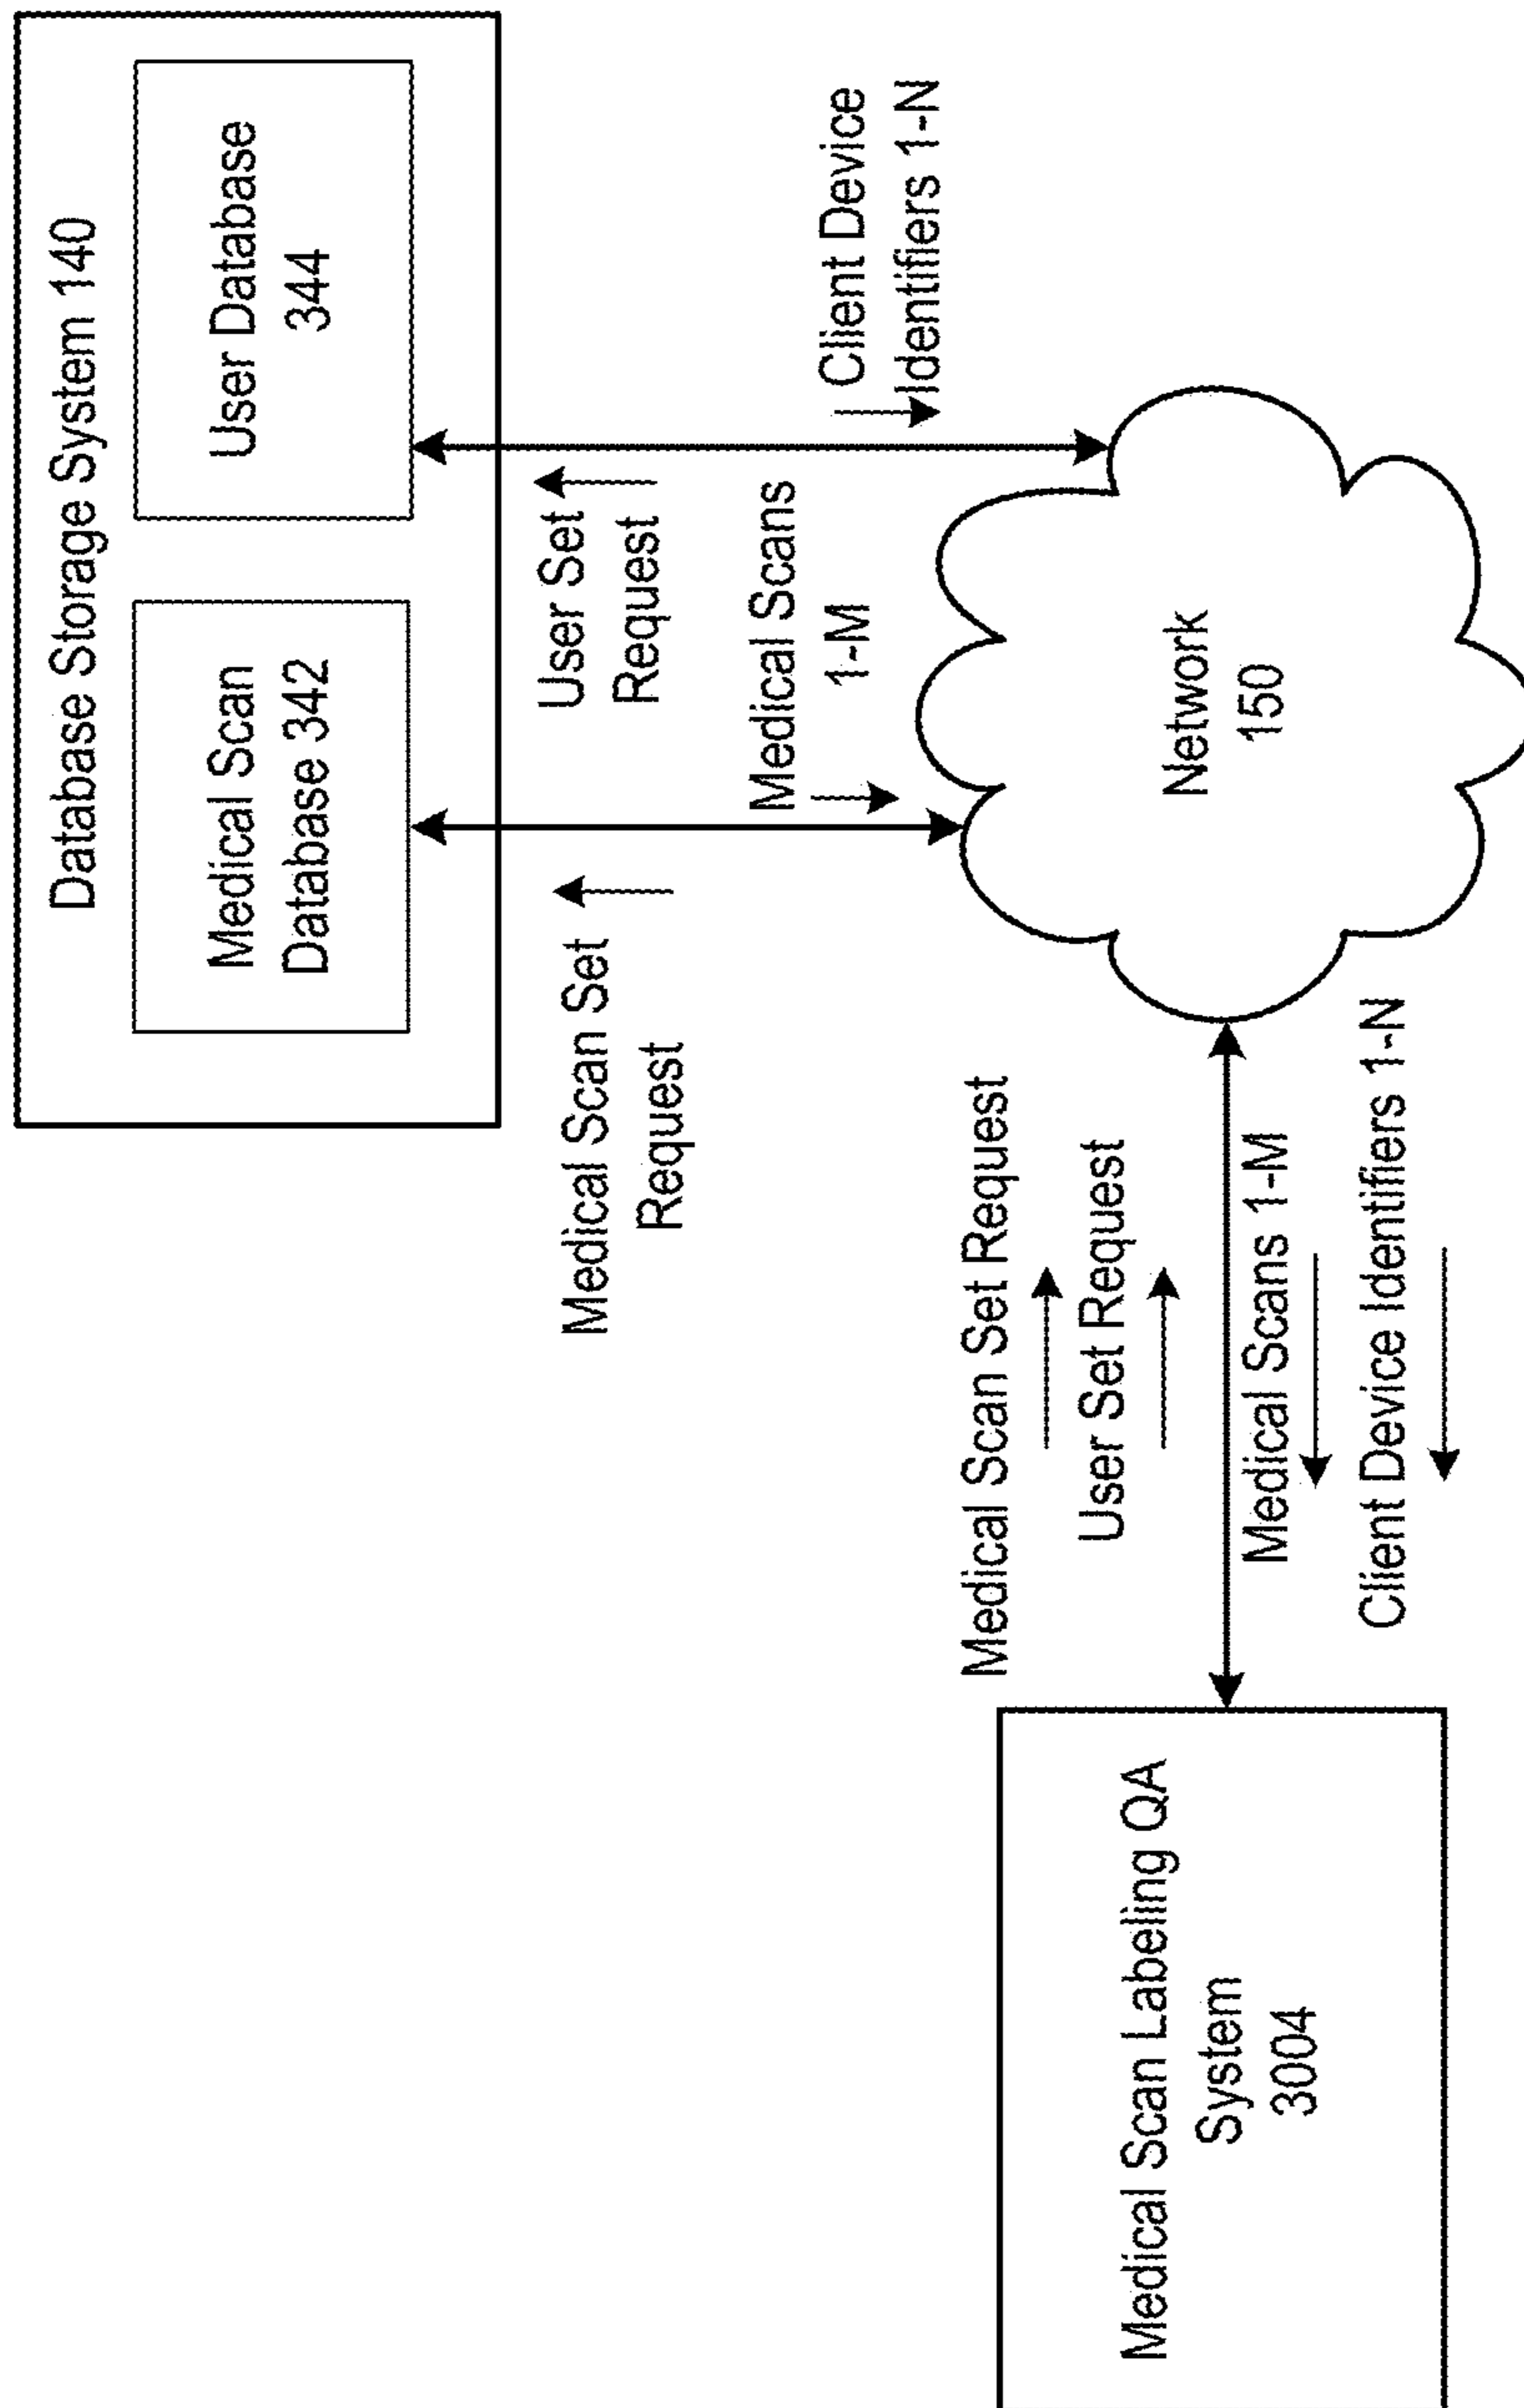 Database Storage System 140
Medical Scan
Database 342
User Database
344
Medical Scan Set
Request
User Set
Request
Medical Scans
1-M
Client Device
Identifiers 1-N
Network
150
Medical Scan Set Request
User Set Request
Medical Scans 1-M
Client Device Identifiers 1-N
Medical Scan Labeling QA
System
3004